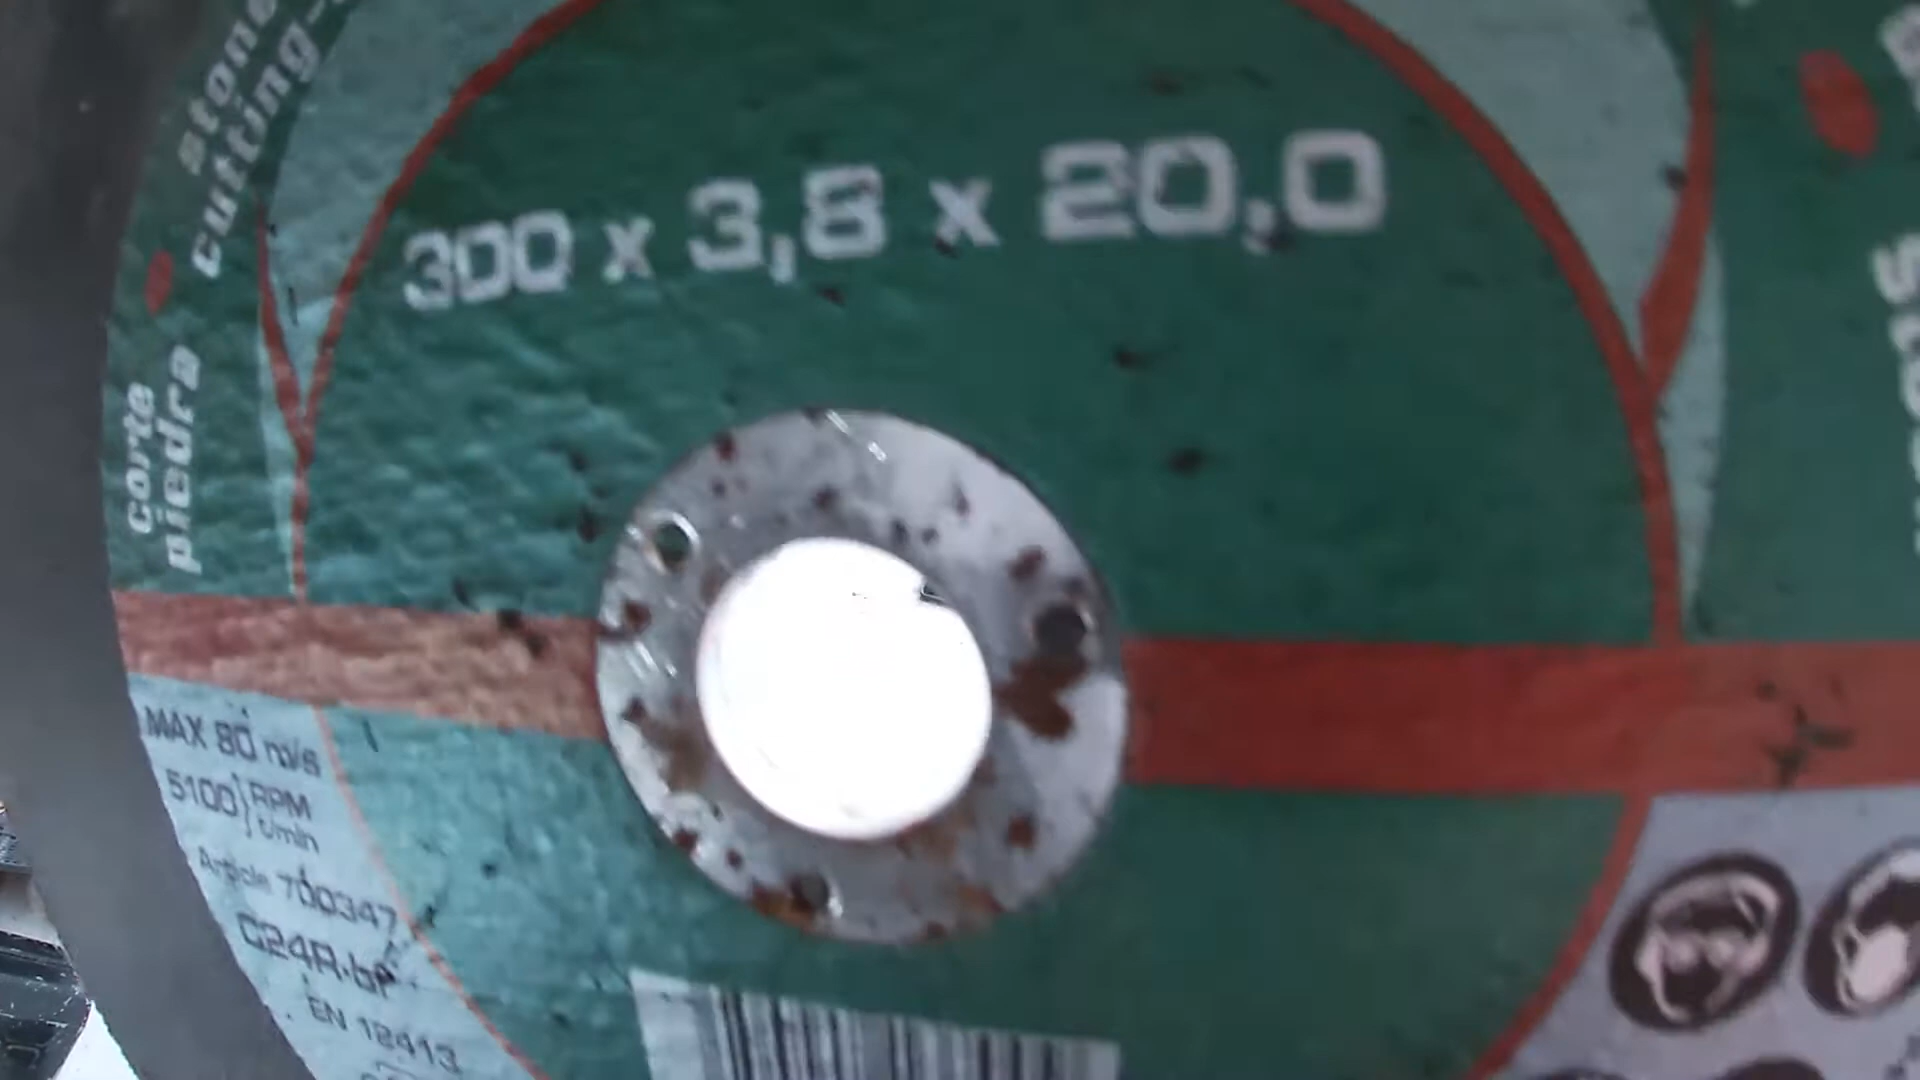 stone
cutting-
corte
piedra
300 x 3,8 x 20,0
MAX 80 m/s
5100 } RPM
r/min
Article 700347
C24R-bf
EN 12413